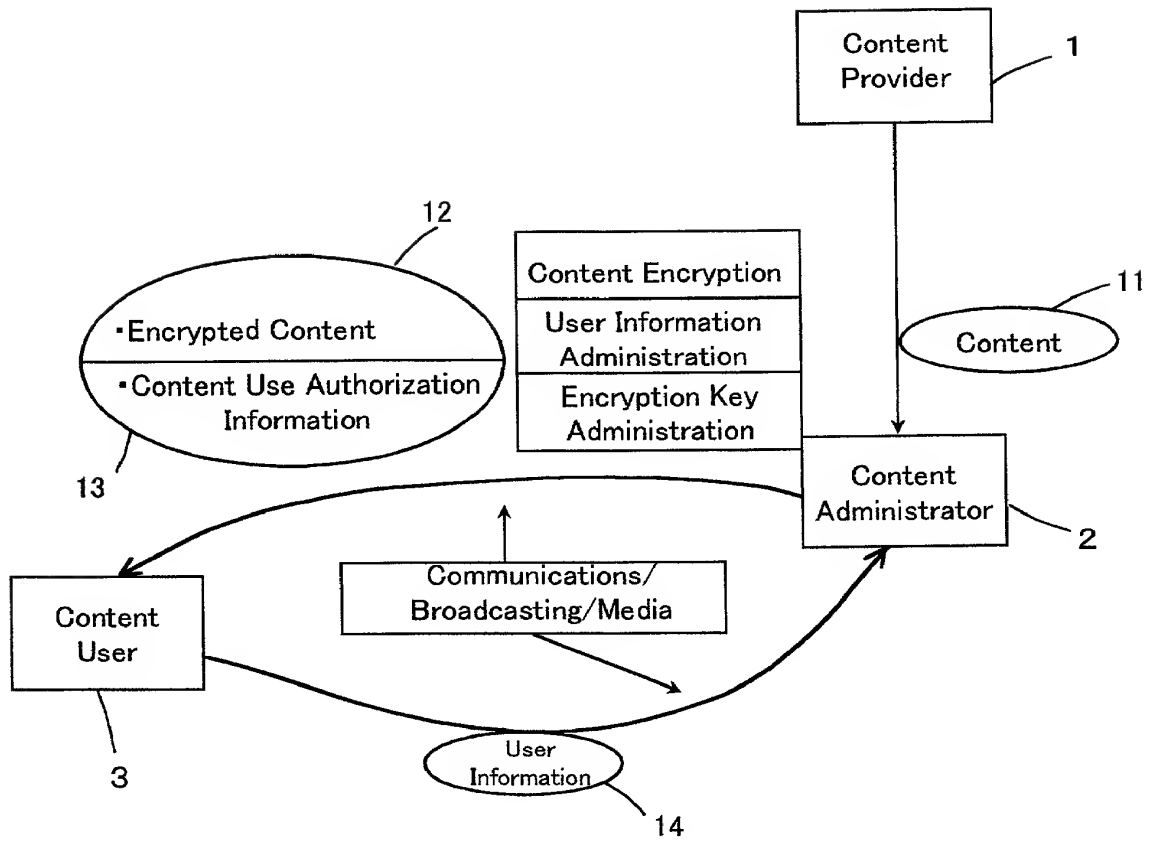 Content
Provider
1
12
Content Encryption
11
・Encrypted Content
User Information
Administration
Content
・Content Use Authorization
Information
Encryption Key
Administration
13
Content
Administrator
2
Communications/
Broadcasting/Media
Content
User
3
User
Information
14